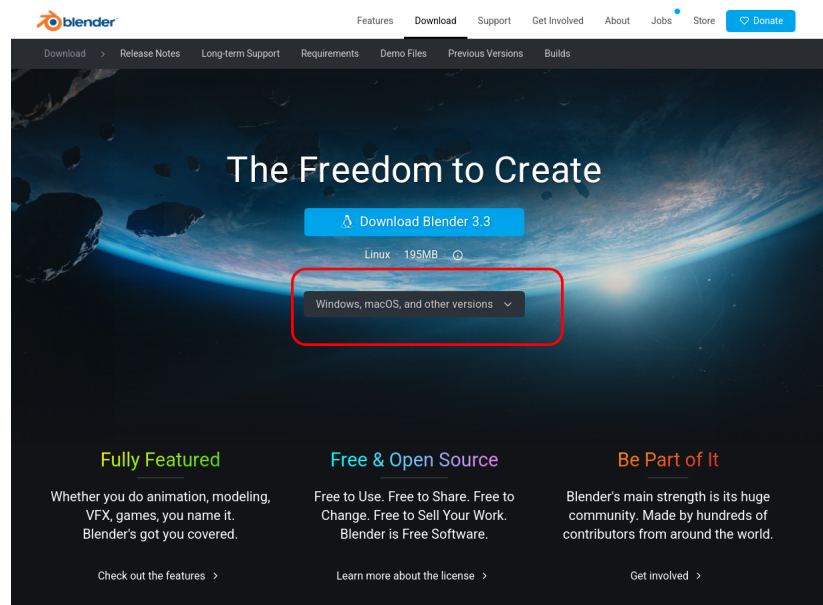 blender
Features Download Support Get Involved About Jobs Store Donate
Download > Release Notes Long-term Support Requirements Demo Files Previous Versions Builds
The Freedom to Create
Download Blender 3.3
Linux · 195MB
Windows, macOS, and other versions
Fully Featured
Whether you do animation, modeling,
VFX, games, you name it.
Blender's got you covered.
Check out the features >
Free & Open Source
Free to Use. Free to Share. Free to
Change. Free to Sell Your Work.
Blender is Free Software.
Learn more about the license >
Be Part of It
Blender's main strength is its huge
community. Made by hundreds of
contributors from around the world.
Get involved >